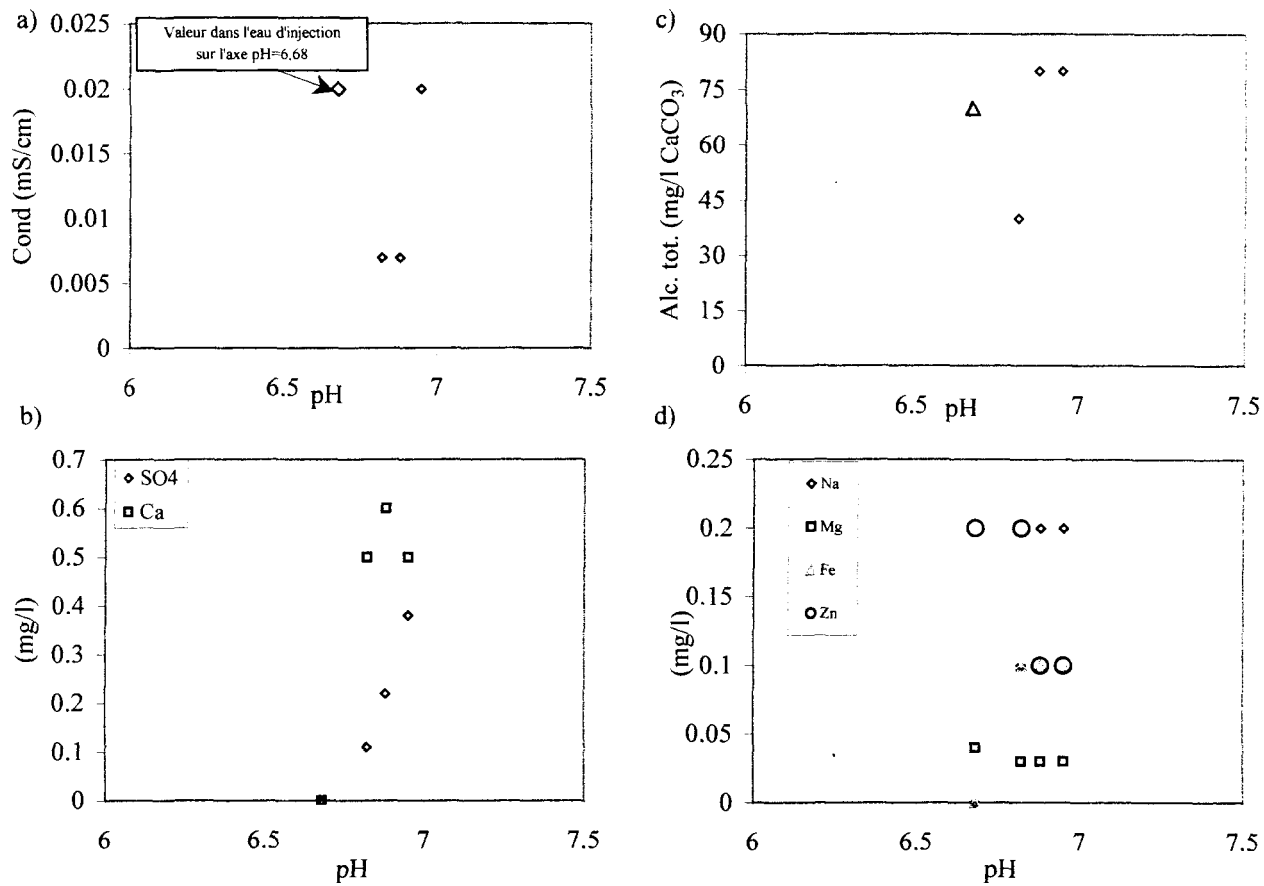 a)
0.025
0.02
0.015
0.01
0.005
0
Cond (mS/cm)
Valeur dans l'eau d'injection
sur l'axe pH=6.68
6
6.5
7
7.5
pH
c)
90
75
60
45
30
15
0
Alc. tot. (mg/l CaCO3)
6
6.5
7
7.5
pH
b)
0.7
0.6
0.5
0.4
0.3
0.2
0.1
0
(mg/l)
SO4
Ca
6
6.5
7
7.5
pH
d)
0.25
0.2
0.15
0.1
0.05
0
(mg/l)
Na
Mg
Fe
Zn
6
6.5
7
7.5
pH